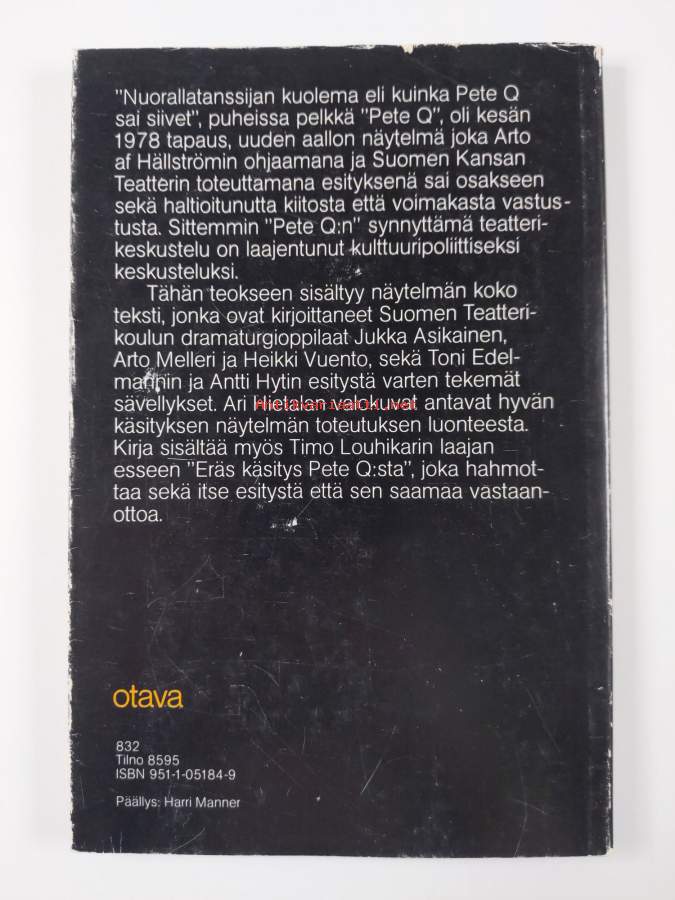 "Nuorallatanssijan kuolema eli kuinka Pete Q
sai siivet", puheissa pelkkä "Pete Q", oli kesän
1978 tapaus, uuden aallon näytelmä joka Arto
af Hällströmin ohjaamana ja Suomen Kansan
Teatterin toteuttamana esityksenä sai osakseen
sekä haltioitunutta kiitosta että voimakasta vastus-
tusta. Sittemmin "Pete Q:n" synnyttämä teatteri-
keskustelu on laajentunut kulttuuripoliittiseksi
keskusteluksi.
Tähän teokseen sisältyy näytelmän koko
teksti, jonka ovat kirjoittaneet Suomen Teatteri-
koulun dramaturgioppilaat Jukka Asikainen,
Arto Melleri ja Heikki Vuento, sekä Toni Edel-
mannin ja Antti Hytin esitystä varten tekemät
sävellykset. Ari valokuvat antavat hyvän
käsityksen näytelmän toteutuksen luonteesta.
Kirja sisältää myös Timo Louhikarin laajan
esseen "Eräs käsitys Pete Q:sta", joka hahmot-
taa sekä itse esitystä että sen saamaa vastaan-
ottoa.
Antikvariaatti.net
otava
832
Tilno 8595
ISBN 951-1-05184-9
Päällys: Harri Manner